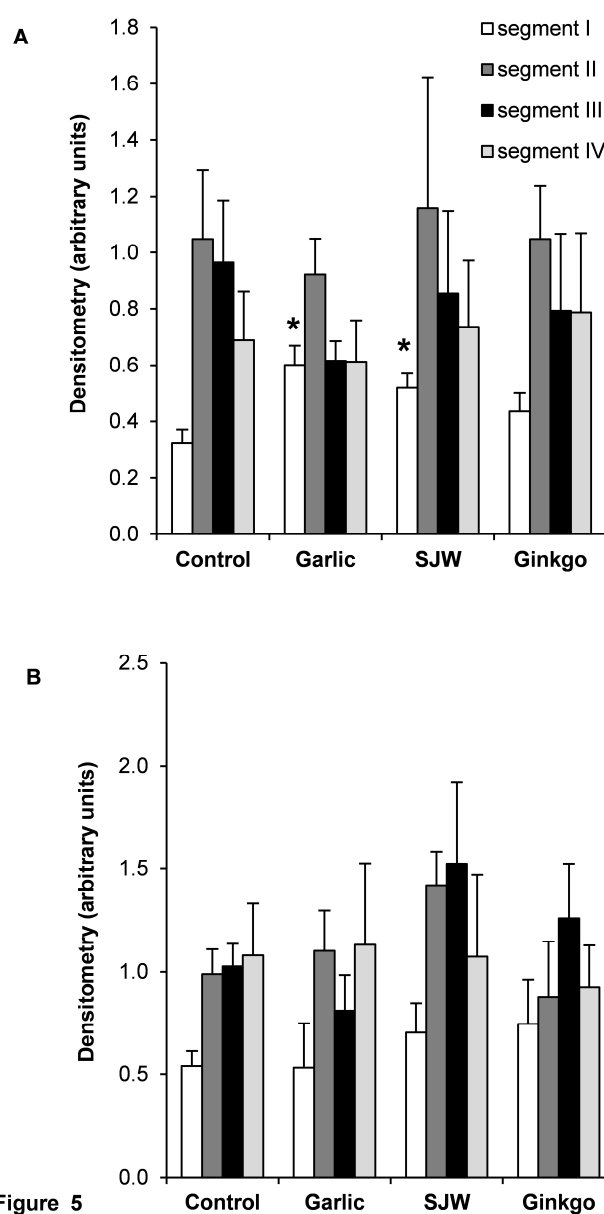 A
1.8
1.6
1.4
1.2
1.0
0.8
0.6
0.4
0.2
0.0
Densitometry (arbitrary units)
segment I
segment II
segment III
segment IV
*
*
Control Garlic SJW Ginkgo
B
2.5
2.0
1.5
1.0
0.5
0.0
Densitometry (arbitrary units)
Control Garlic SJW Ginkgo
igure 5